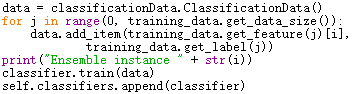 data = classificationData.ClassificationData()
for j in range(0, training_data.get_data_size()):
    data.add_item(training_data.get_feature(j)[i],
            training_data.get_label(j))
print("Ensemble instance " + str(i))
classifier.train(data)
self.classifiers.append(classifier)